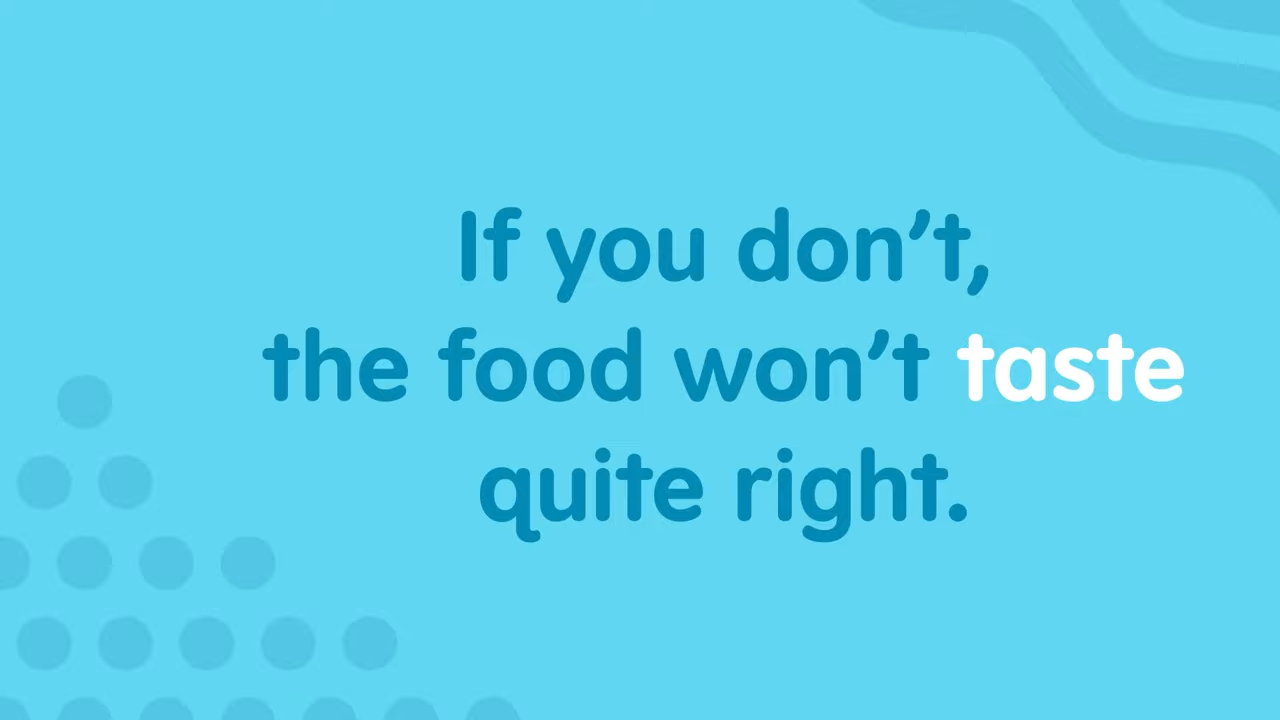 If you don’t,
the food won’t taste
quite right.